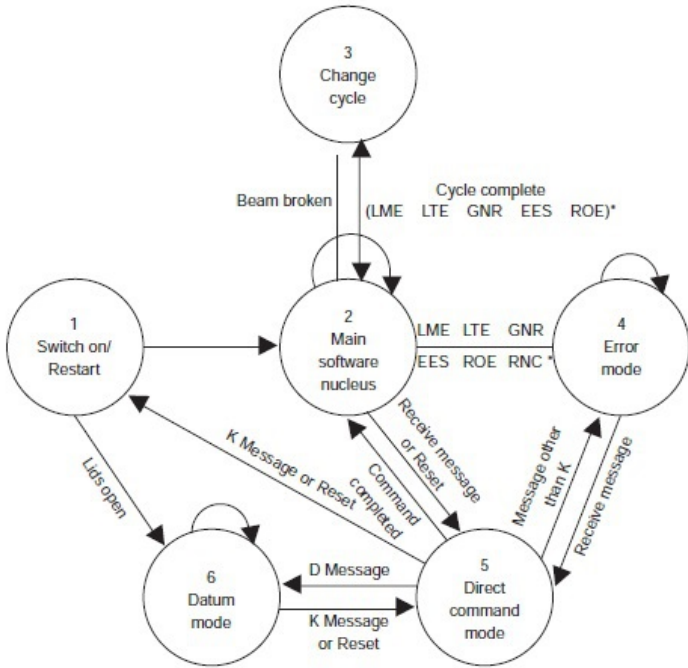 3
Change
cycle
Beam broken
Cycle complete
(LME LTE GNR EES ROE)*
1
Switch on/
Restart
2
Main
software
nucleus
LME LTE GNR
EES ROE RNC *
4
Error
mode
Lids open
K Message or Reset
Command
completed
Receive message
or Reset
Message other
than K
Receive message
6
Datum
mode
D Message
K Message
or Reset
5
Direct
command
mode